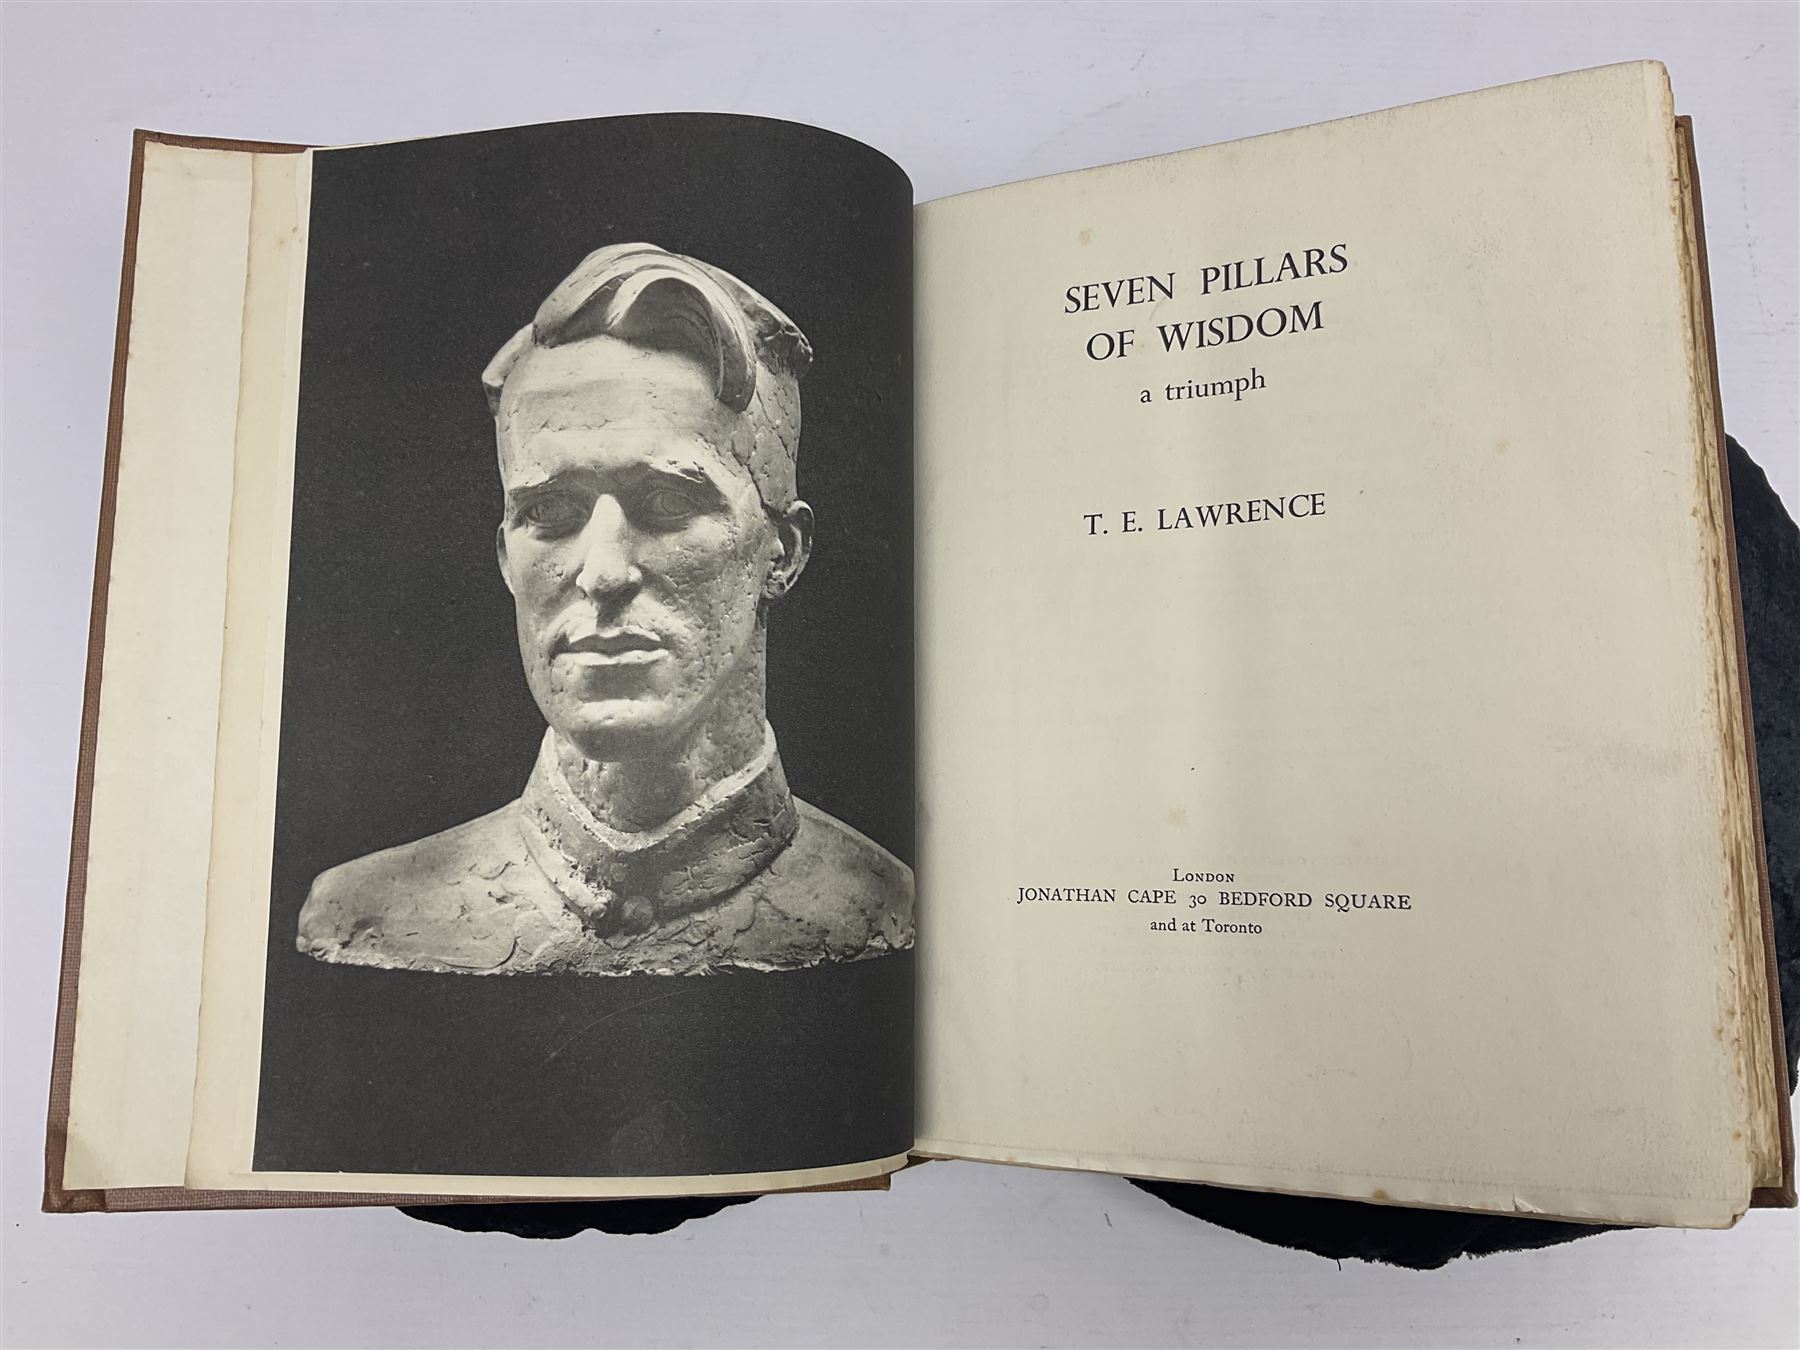 SEVEN PILLARS
OF WISDOM
a triumph
T. E. LAWRENCE
London
JONATHAN CAPE 30 BEDFORD SQUARE
and at Toronto